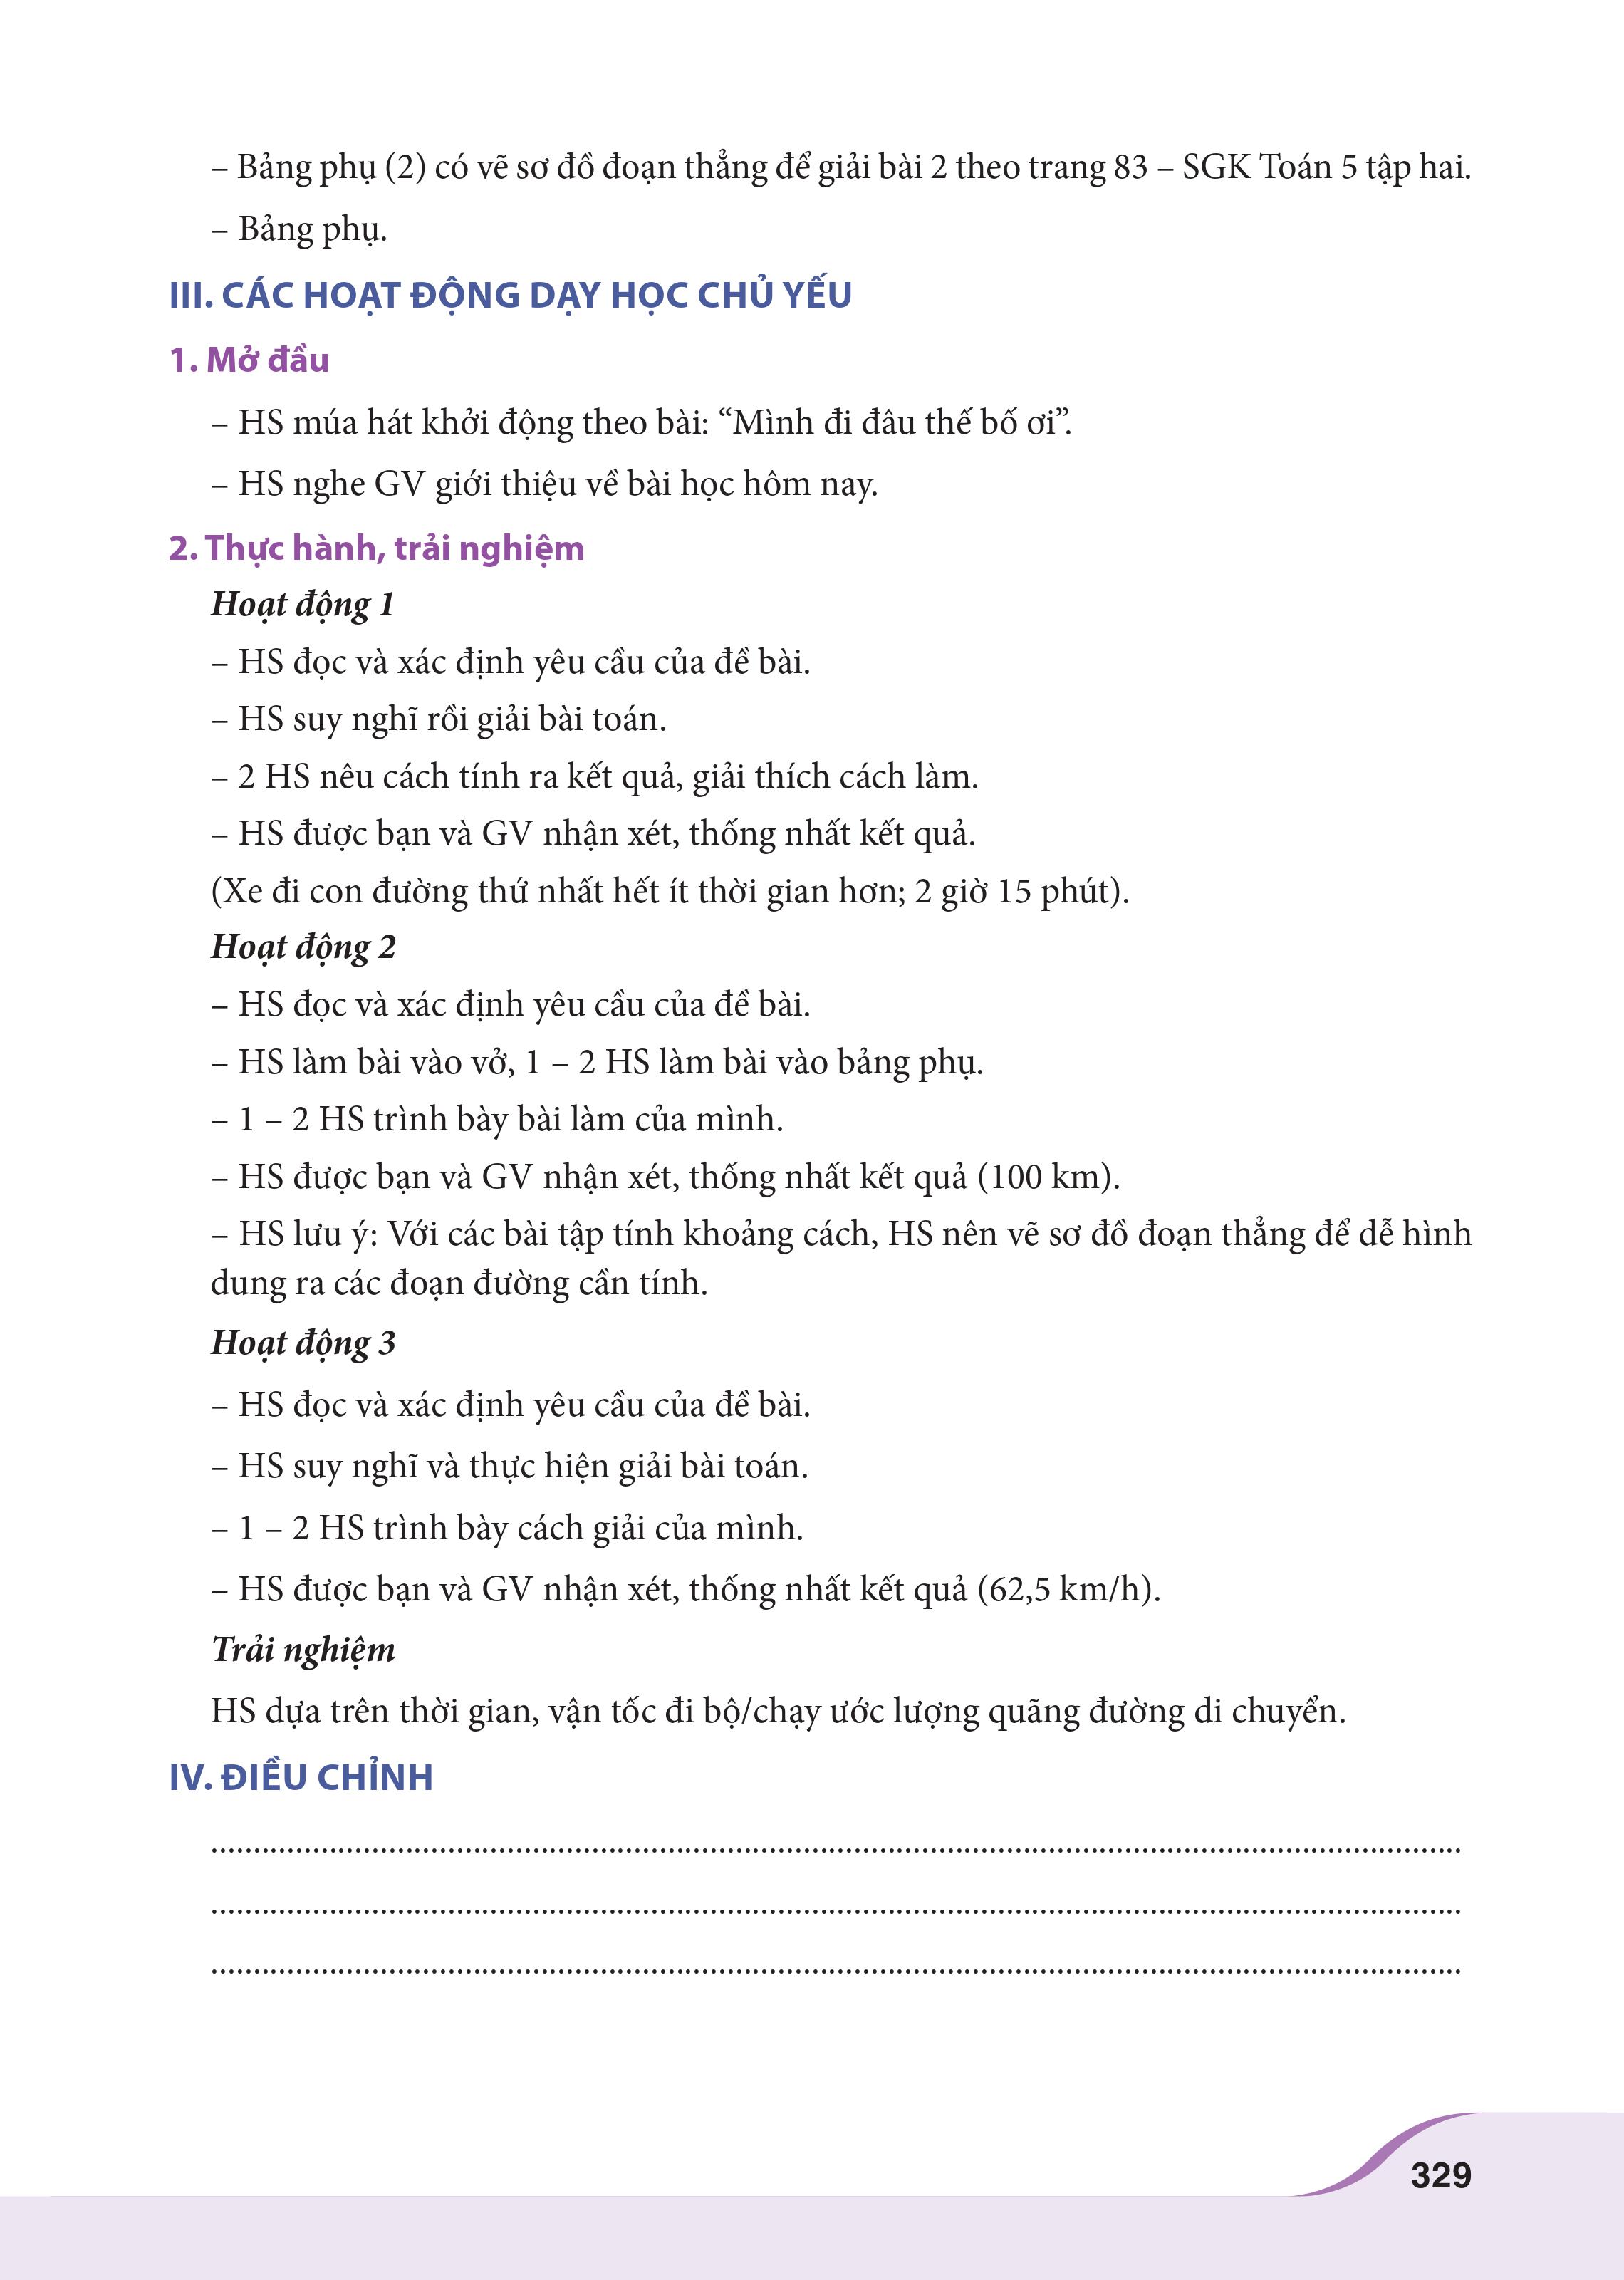 – Bảng phụ (2) có vẽ sơ đồ đoạn thẳng để giải bài 2 theo trang 83 – SGK Toán 5 tập hai.
– Bảng phụ.
III. CÁC HOẠT ĐỘNG DẠY HỌC CHỦ YẾU
1. Mở đầu
– HS múa hát khởi động theo bài: “Mình đi đâu thế bố ơi”.
– HS nghe GV giới thiệu về bài học hôm nay.
2. Thực hành, trải nghiệm
Hoạt động 1
– HS đọc và xác định yêu cầu của đề bài.
– HS suy nghĩ rồi giải bài toán.
– 2 HS nêu cách tính ra kết quả, giải thích cách làm.
– HS được bạn và GV nhận xét, thống nhất kết quả.
(Xe đi con đường thứ nhất hết ít thời gian hơn; 2 giờ 15 phút).
Hoạt động 2
– HS đọc và xác định yêu cầu của đề bài.
– HS làm bài vào vở, 1 – 2 HS làm bài vào bảng phụ.
– 1 – 2 HS trình bày bài làm của mình.
– HS được bạn và GV nhận xét, thống nhất kết quả (100 km).
– HS lưu ý: Với các bài tập tính khoảng cách, HS nên vẽ sơ đồ đoạn thẳng để dễ hình
dung ra các đoạn đường cần tính.
Hoạt động 3
– HS đọc và xác định yêu cầu của đề bài.
– HS suy nghĩ và thực hiện giải bài toán.
– 1 – 2 HS trình bày cách giải của mình.
– HS được bạn và GV nhận xét, thống nhất kết quả (62,5 km/h).
Trải nghiệm
HS dựa trên thời gian, vận tốc đi bộ/chạy ước lượng quãng đường di chuyển.
IV. ĐIỀU CHỈNH
329